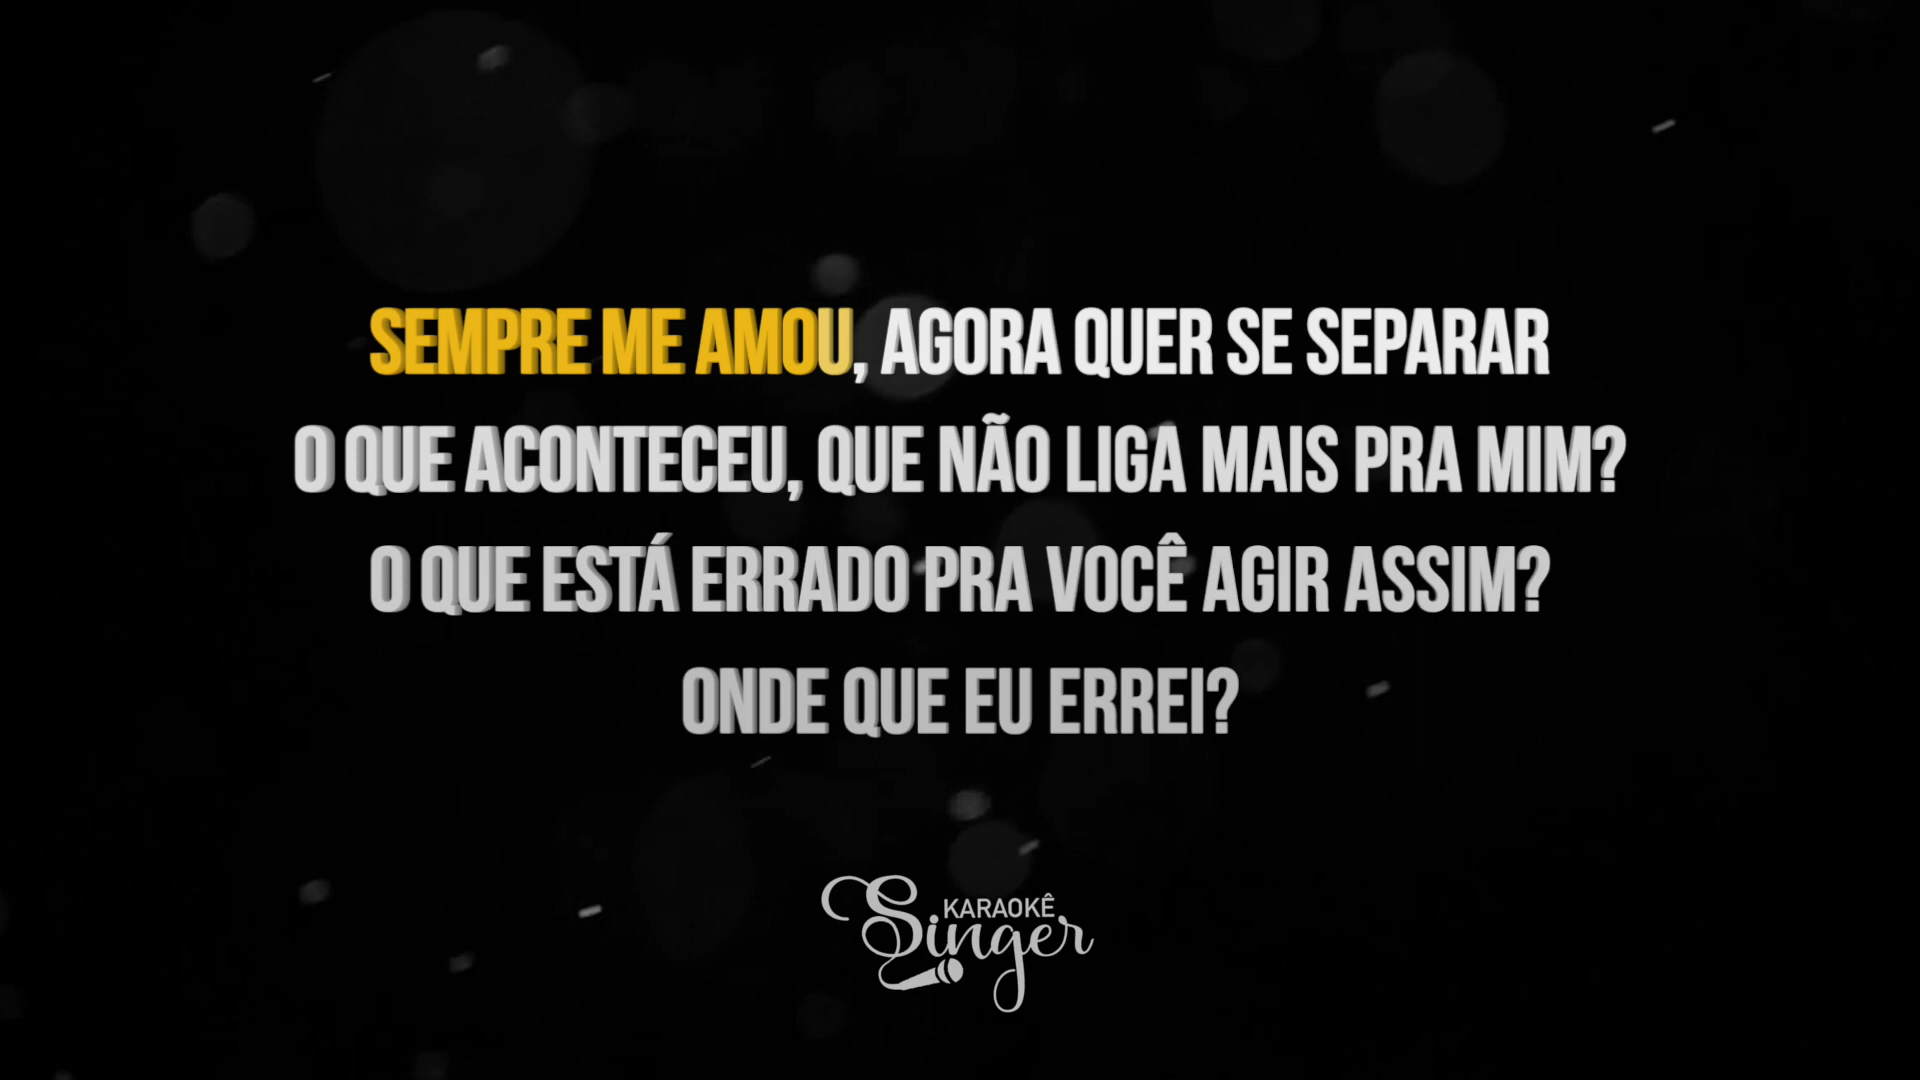 SEMPRE ME AMOU, AGORA QUER SE SEPARAR
O QUE ACONTECEU, QUE NÃO LIGA MAIS PRA MIM?
O QUE ESTÁ ERRADO PRA VOCÊ AGIR ASSIM?
ONDE QUE EU ERREI?
KARAOKÊ
Singer